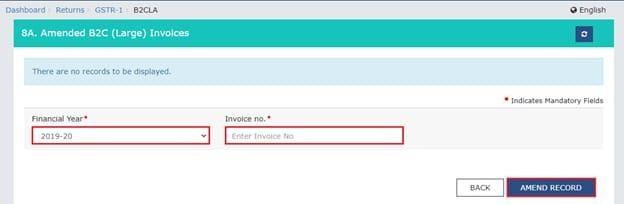 Dashboard > Returns > GSTR-1 > B2CLA
English
8A. Amended B2C (Large) Invoices
There are no records to be displayed.
* Indicates Mandatory Fields
Financial Year* Invoice no.*
2019-20 Enter Invoice No
BACK AMEND RECORD